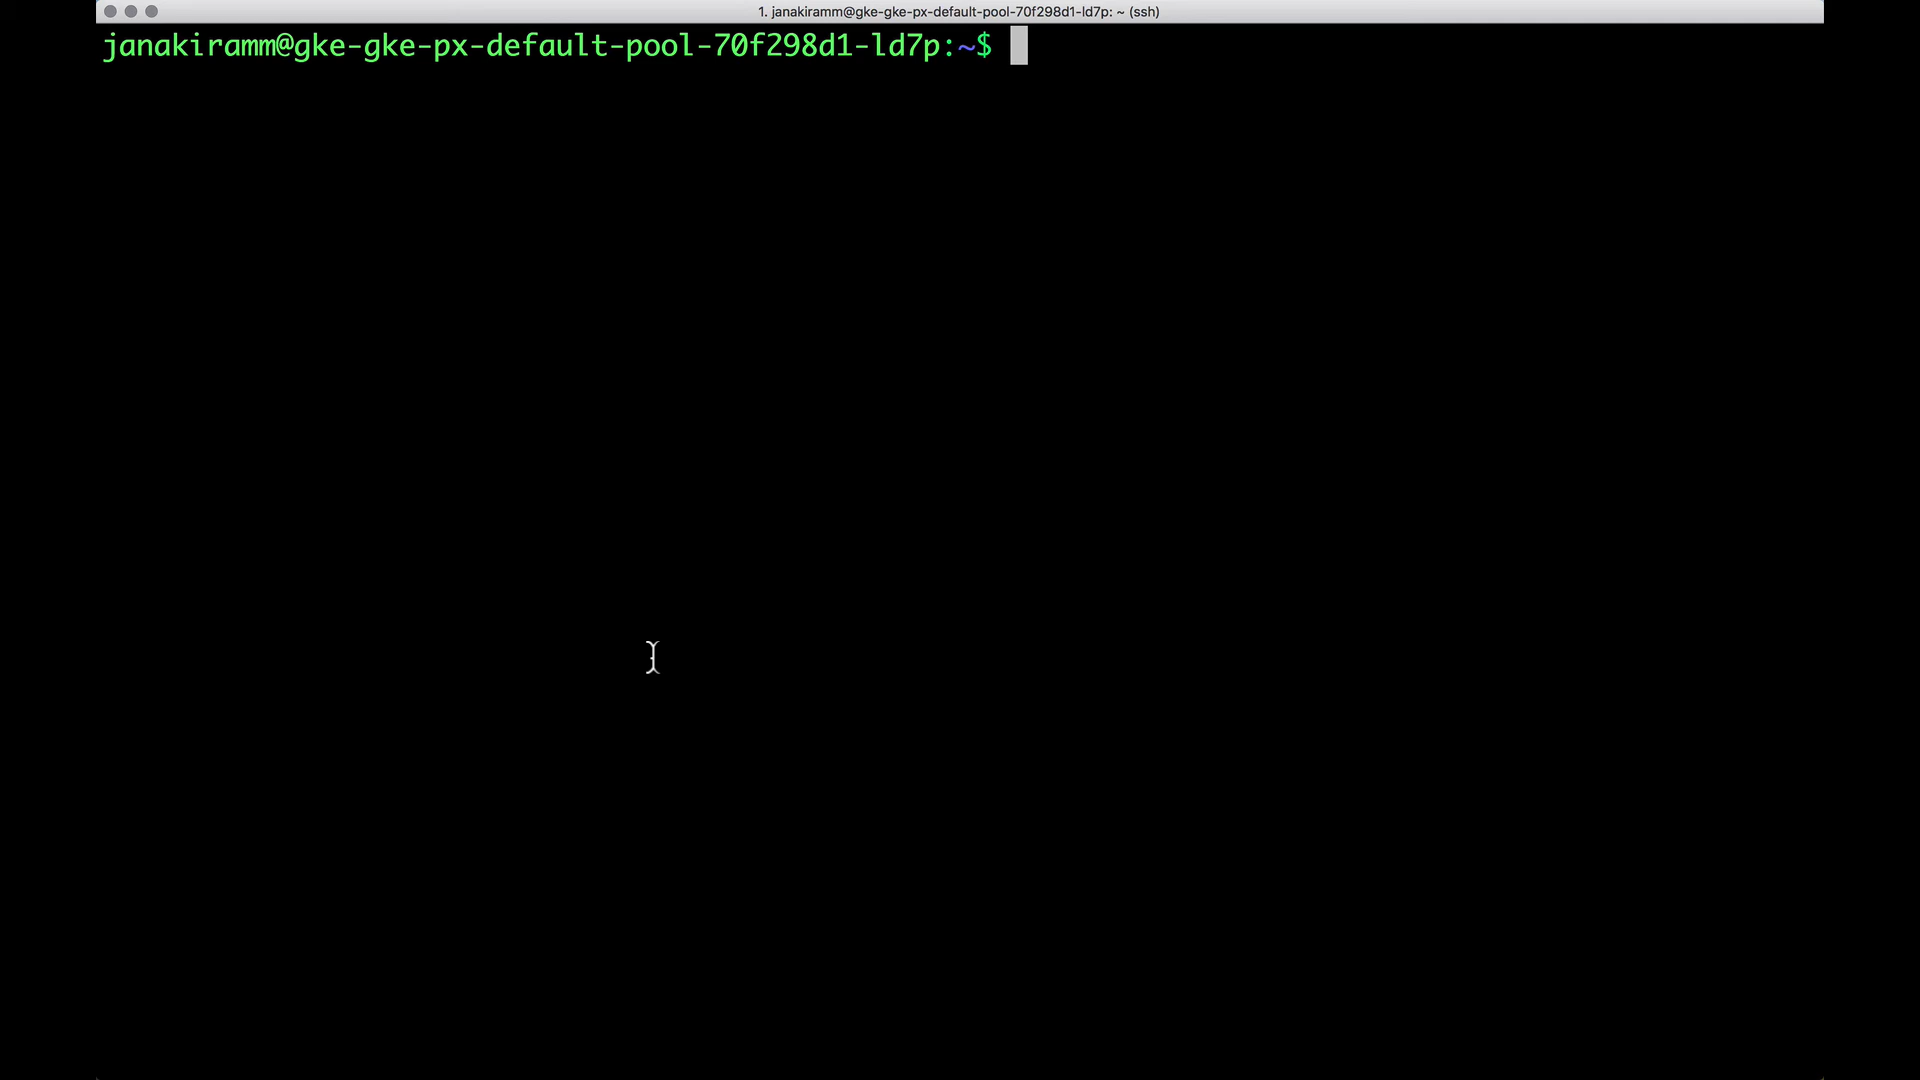 1. janakiramm@gke-gke-px-default-pool-70f298d1-ld7p: ~ (ssh)
janakiramm@gke-gke-px-default-pool-70f298d1-ld7p:~$